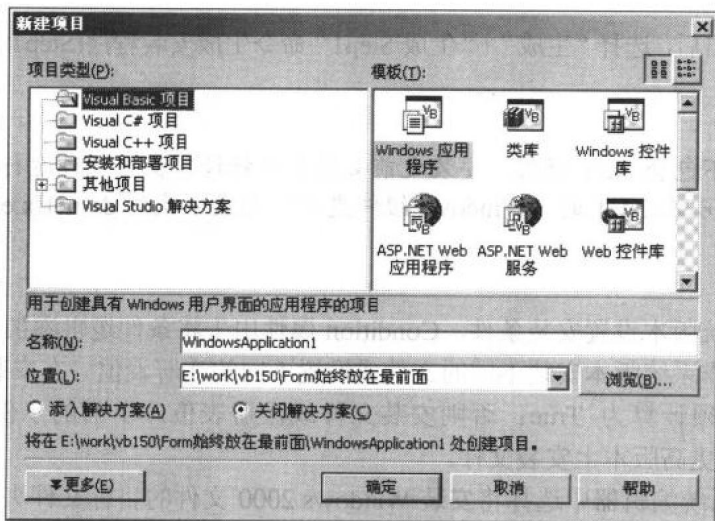 新建项目
项目类型(P):
模板(T):
Visual Basic 项目
Visual C# 项目
Visual C++ 项目
安装和部署项目
其他项目
Visual Studio 解决方案
Windows 应用
程序
类库
Windows 控件
库
ASP.NET Web
应用程序
ASP.NET Web
服务
Web 控件库
用于创建具有 Windows 用户界面的应用程序的项目
名称(N):
WindowsApplication1
位置(L):
E:\work\vb150\Form始终放在最前面
浏览(B)...
添入解决方案(A)
关闭解决方案(C)
将在 E:\work\vb150\Form始终放在最前面\WindowsApplication1 处创建项目。
更多(E)
确定
取消
帮助